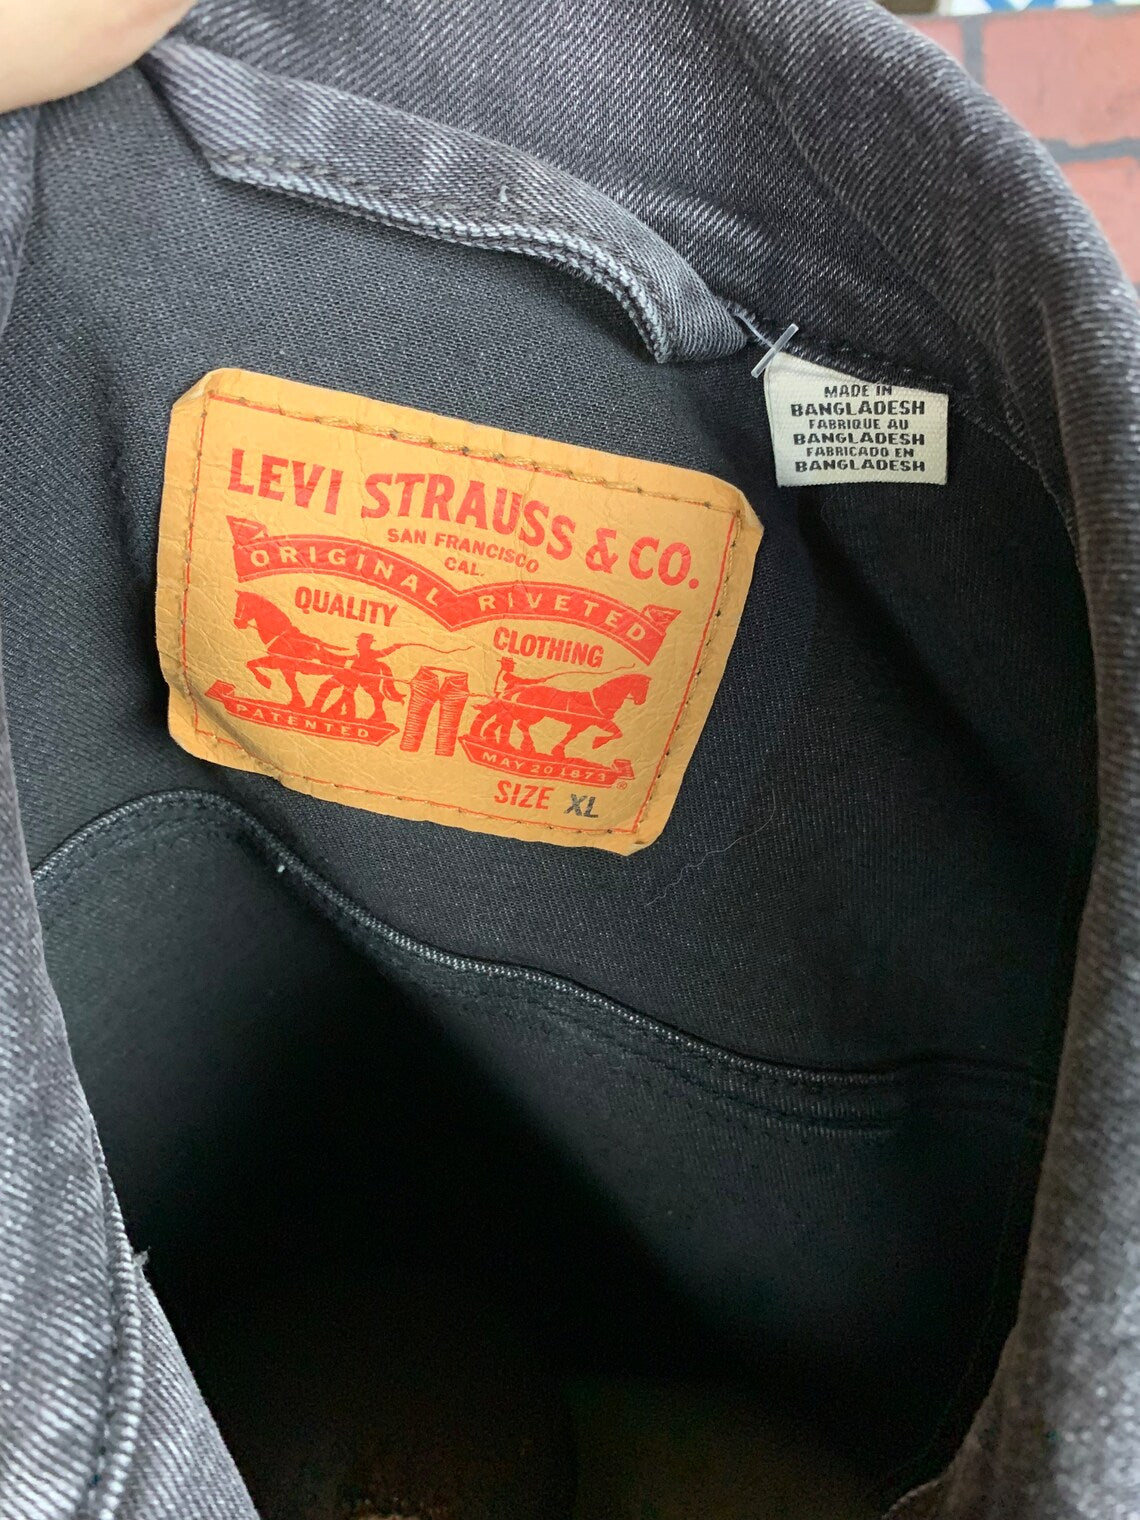 MADE IN
BANGLADESH
FABRIQUE AU
BANGLADESH
FABRICADO EN
BANGLADESH
LEVI STRAUSS & CO.
SAN FRANCISCO
CAL.
ORIGINAL RIVETED
QUALITY CLOTHING
PATENTED
MAY 20 1873
®
SIZE XL